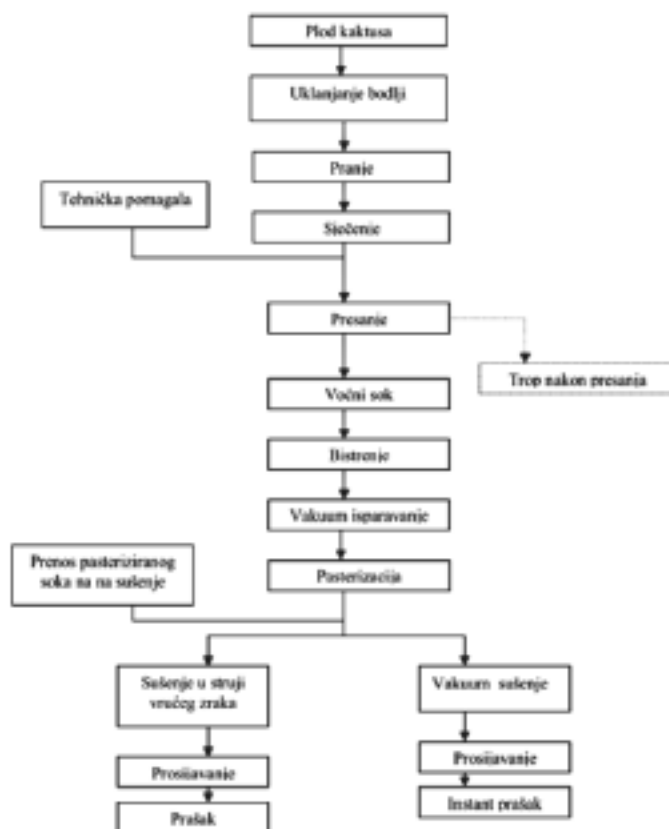 Plod kaktusa
Uklanjanje bodlji
Pranje
Tehnička pomagala
Sječenje
Presanje
Trop nakon presanja
Voćni sok
Bistrenje
Vakuum isparavanje
Prenos pasteriziranog
soka na na sušenje
Pasterizacija
Sušenje u struji
vrućeg zraka
Vakuum sušenje
Prosijavanje
Prosijavanje
Prašak
Instant prašak